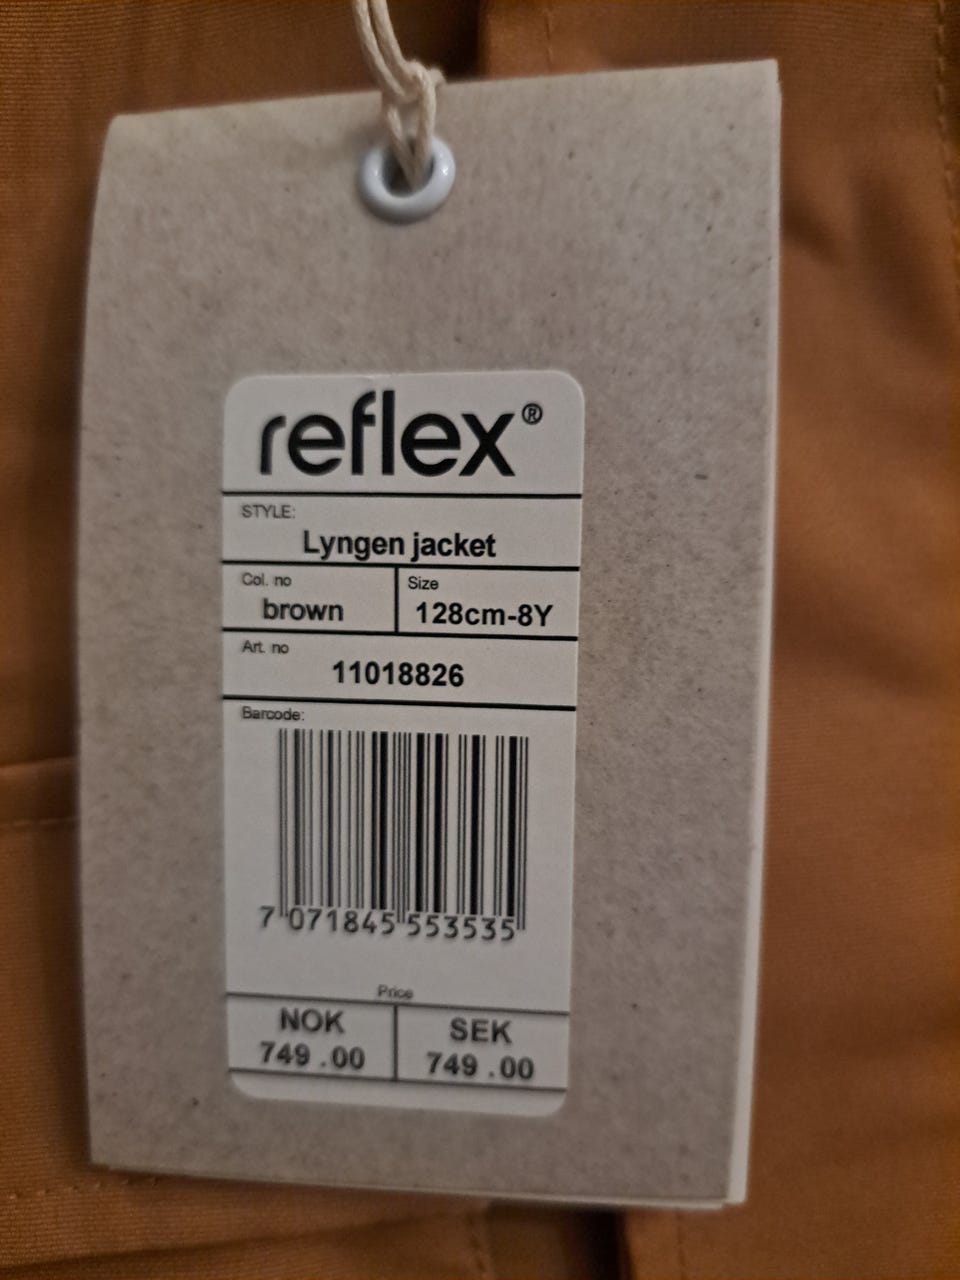 reflex®
STYLE:
Lyngen jacket
Col. no
brown
Size
128cm-8Y
Art. no
11018826
Barcode:
7 071845 553535
Price
NOK
749 .00
SEK
749 .00